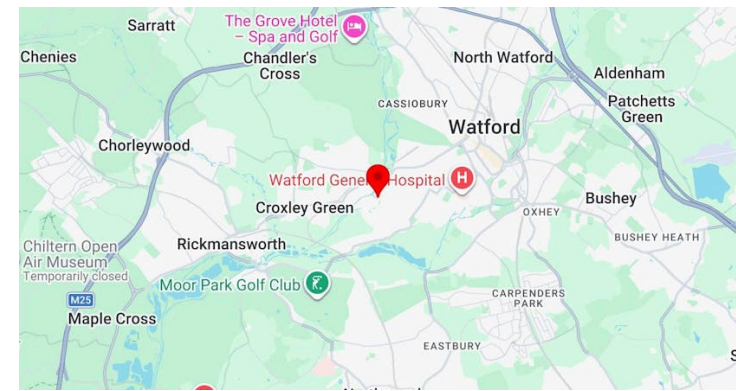 Sarratt
The Grove Hotel
– Spa and Golf
Chenies
Chandler's
Cross
North Watford
Aldenham
CASSIOBURY
Patchetts
Green
Watford
Chorleywood
Watford General Hospital
H
Croxley Green
Bushey
OXHEY
Rickmansworth
BUSHEY HEATH
Chiltern Open
Air Museum
Temporarily closed
Moor Park Golf Club
M25
CARPENDERS
PARK
Maple Cross
EASTBURY